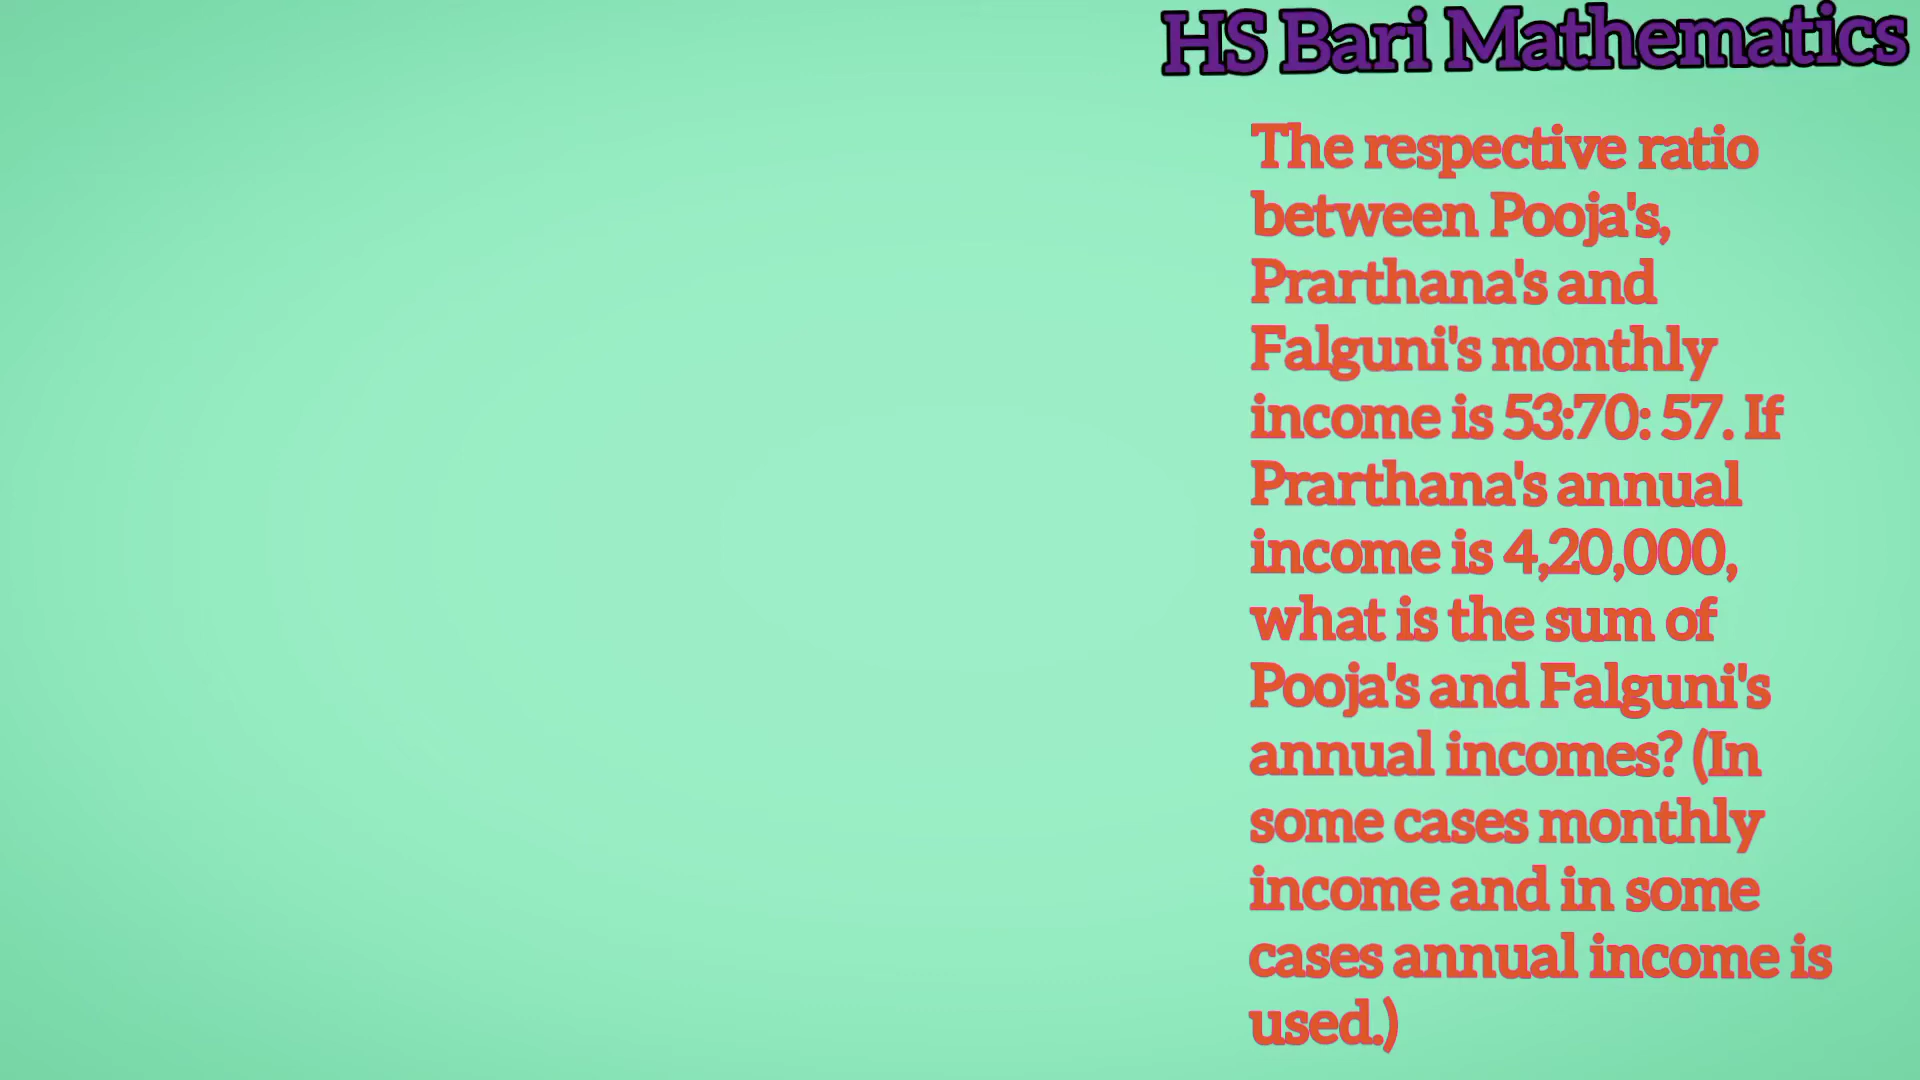 HS Bari Mathematics
The respective ratio
between Pooja's,
Prarthana's and
Falguni's monthly
income is 53:70: 57. If
Prarthana's annual
income is 4,20,000,
what is the sum of
Pooja's and Falguni's
annual incomes? (In
some cases monthly
income and in some
cases annual income is
used.)